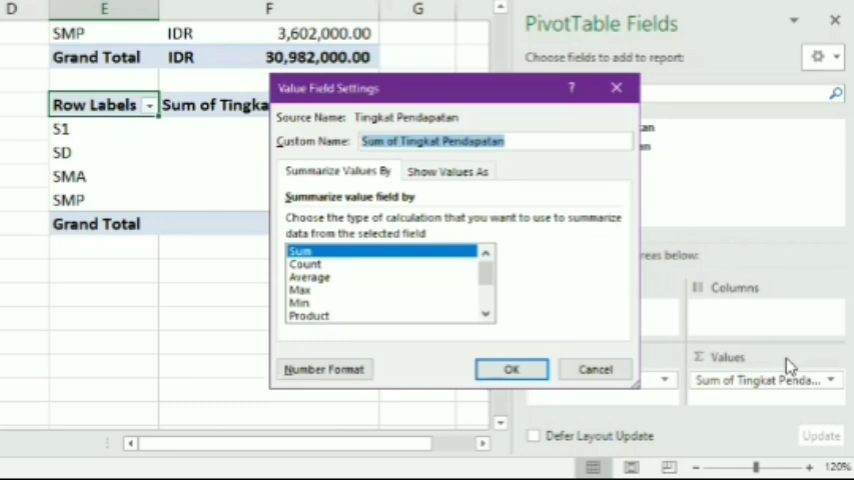 D E F G
SMP IDR 3,602,000.00
Grand Total IDR 30,982,000.00
Row Labels Sum of Tingka
S1
SD
SMA
SMP
Grand Total
Value Field Settings ?
Source Name: Tingkat Pendapatan
Custom Name: Sum of Tingkat Pendapatan
Summarize Values By Show Values As
Summarize value field by
Choose the type of calculation that you want to use to summarize
data from the selected field
Sum
Count
Average
Max
Min
Product
Number Format OK Cancel
PivotTable Fields
Choose fields to add to report:
an
n
reas below:
Columns
Σ Values
Sum of Tingkat Penda...
Defer Layout Update Update
120%